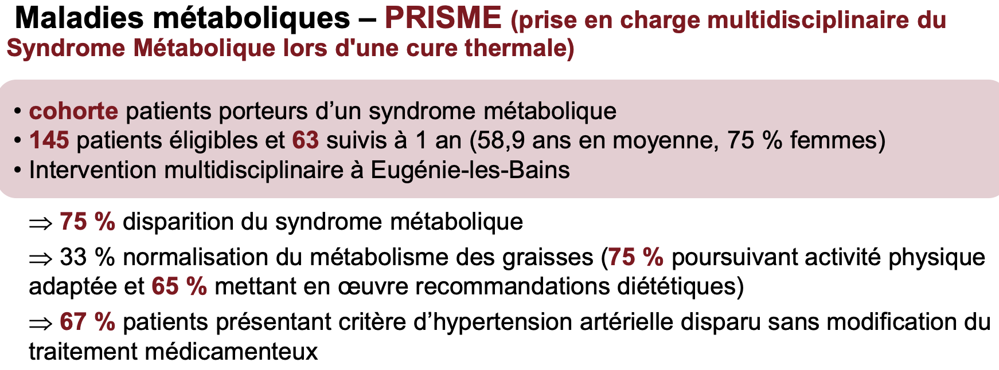 Maladies métaboliques – PRISME (prise en charge multidisciplinaire du
Syndrome Métabolique lors d'une cure thermale)
• cohorte patients porteurs d’un syndrome métabolique
• 145 patients éligibles et 63 suivis à 1 an (58,9 ans en moyenne, 75 % femmes)
• Intervention multidisciplinaire à Eugénie-les-Bains
⇒ 75 % disparition du syndrome métabolique
⇒ 33 % normalisation du métabolisme des graisses (75 % poursuivant activité physique
adaptée et 65 % mettant en œuvre recommandations diététiques)
⇒ 67 % patients présentant critère d’hypertension artérielle disparu sans modification du
traitement médicamenteux